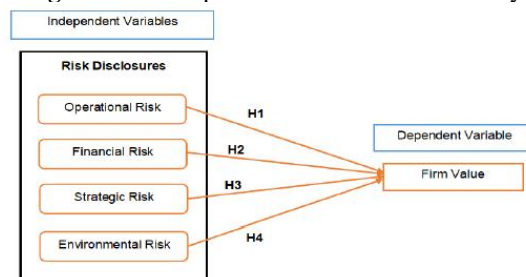 Independent Variables
Risk Disclosures
Operational Risk
H1
Financial Risk
H2
Strategic Risk
H3
Environmental Risk
H4
Dependent Variable
Firm Value